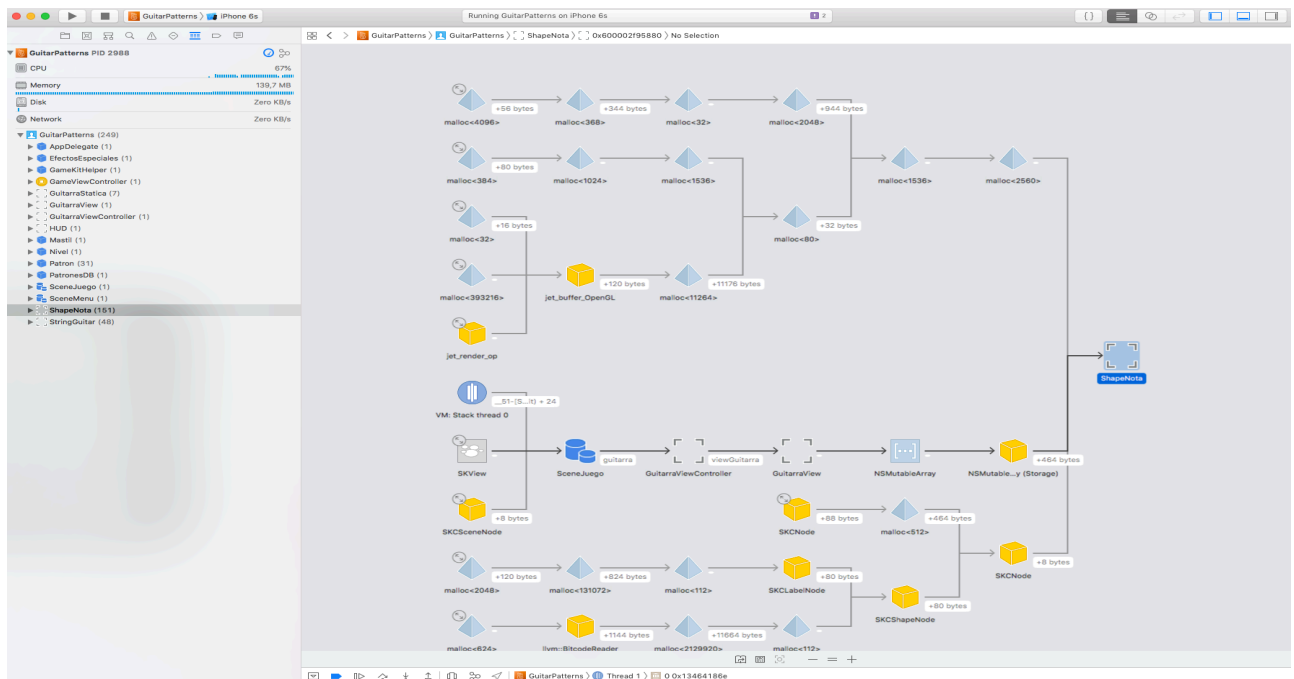 GuitarPatterns iPhone 6s
Running GuitarPatterns on iPhone 6s
2
GuitarPatterns GuitarPatterns ShapeNota 0x600002f95880 No Selection
GuitarPatterns PID 2988
CPU 67%
Memory 139,7 MB
Disk Zero KB/s
Network Zero KB/s
GuitarPatterns (249)
AppDelegate (1)
EfectosEspeciales (1)
GameKitHelper (1)
GameViewController (1)
GuitarraStatica (7)
GuitarraView (1)
GuitarraViewController (1)
HUD (1)
Mastil (1)
Nivel (1)
Patron (31)
PatronesDB (1)
SceneJuego (1)
SceneMenu (1)
ShapeNota (151)
StringGuitar (48)
+56 bytes +344 bytes +944 bytes
malloc<4096> malloc<368> malloc<32> malloc<2048>
+80 bytes
malloc<384> malloc<1024> malloc<1536> malloc<1536> malloc<2560>
+16 bytes +32 bytes
malloc<32> malloc<80>
+120 bytes +11176 bytes
malloc<393216> jet_buffer_OpenGL malloc<11264>
jet_render_op
ShapeNota
__51-(S...it) + 24
VM: Stack thread 0
guitarra viewGuitarra +464 bytes
SKView SceneJuego GuitarraViewController GuitarraView NSMutableArray NSMutable...y (Storage)
+8 bytes +88 bytes +464 bytes
SKCSceneNode SKCNode malloc<512>
+8 bytes
SKCNode
+120 bytes +824 bytes +80 bytes
malloc<2048> malloc<131072> malloc<112> SKCLabelNode
+80 bytes
SKCShapeNode
+1144 bytes +11664 bytes
malloc<624> llvm::BitcodeReader malloc<2129920> malloc<112>
GuitarPatterns Thread 1 0 0x13464186e